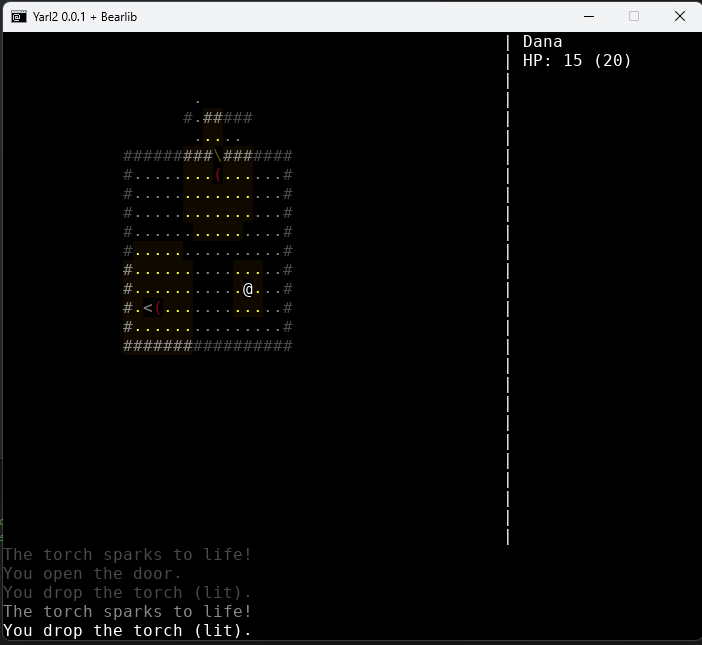 Yarl2 0.0.1 + Bearlib
Dana
HP: 15 (20)
.
#.#####
.....
#########\#######
#........(......#
#...............#
#...............#
#...............#
#...............#
#...............#
#...........@...#
#.<(............#
#...............#
#################
The torch sparks to life!
You open the door.
You drop the torch (lit).
The torch sparks to life!
You drop the torch (lit).